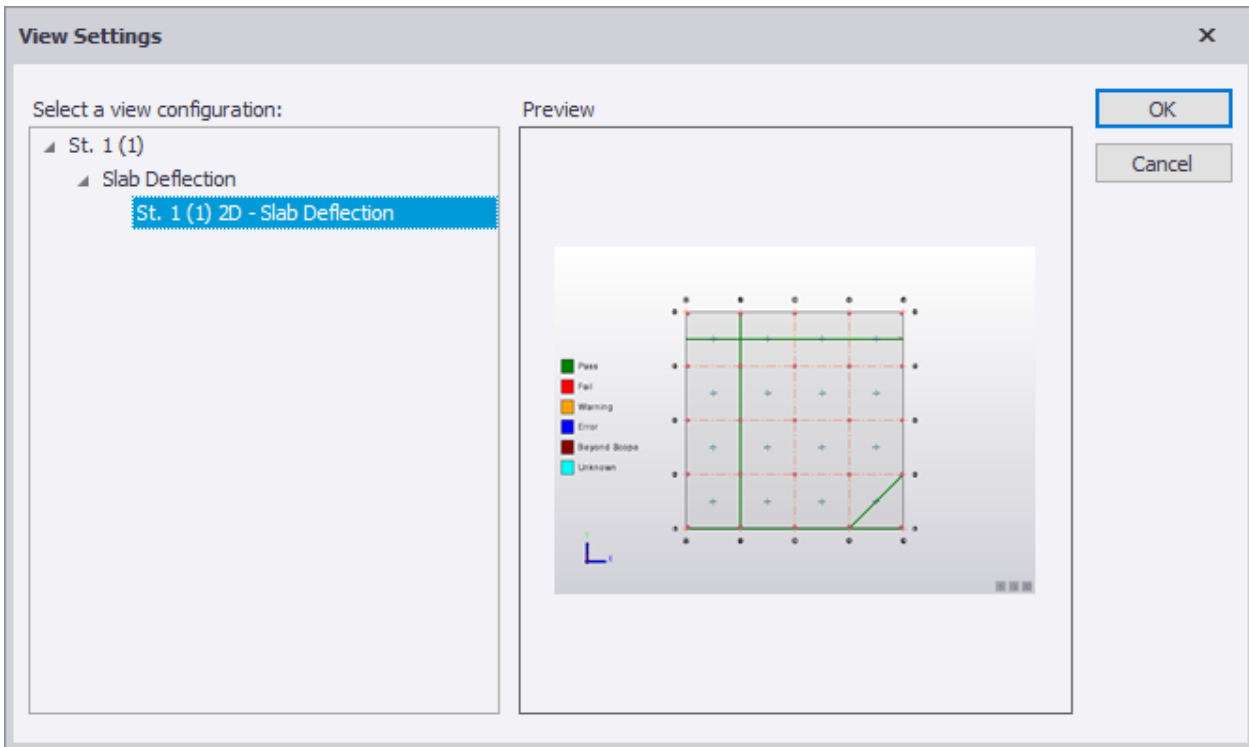 View Settings
Select a view configuration:
Preview
OK
Cancel
St. 1 (1)
Slab Deflection
St. 1 (1) 2D - Slab Deflection
Pass
Fail
Warning
Error
Beyond Scope
Unknown